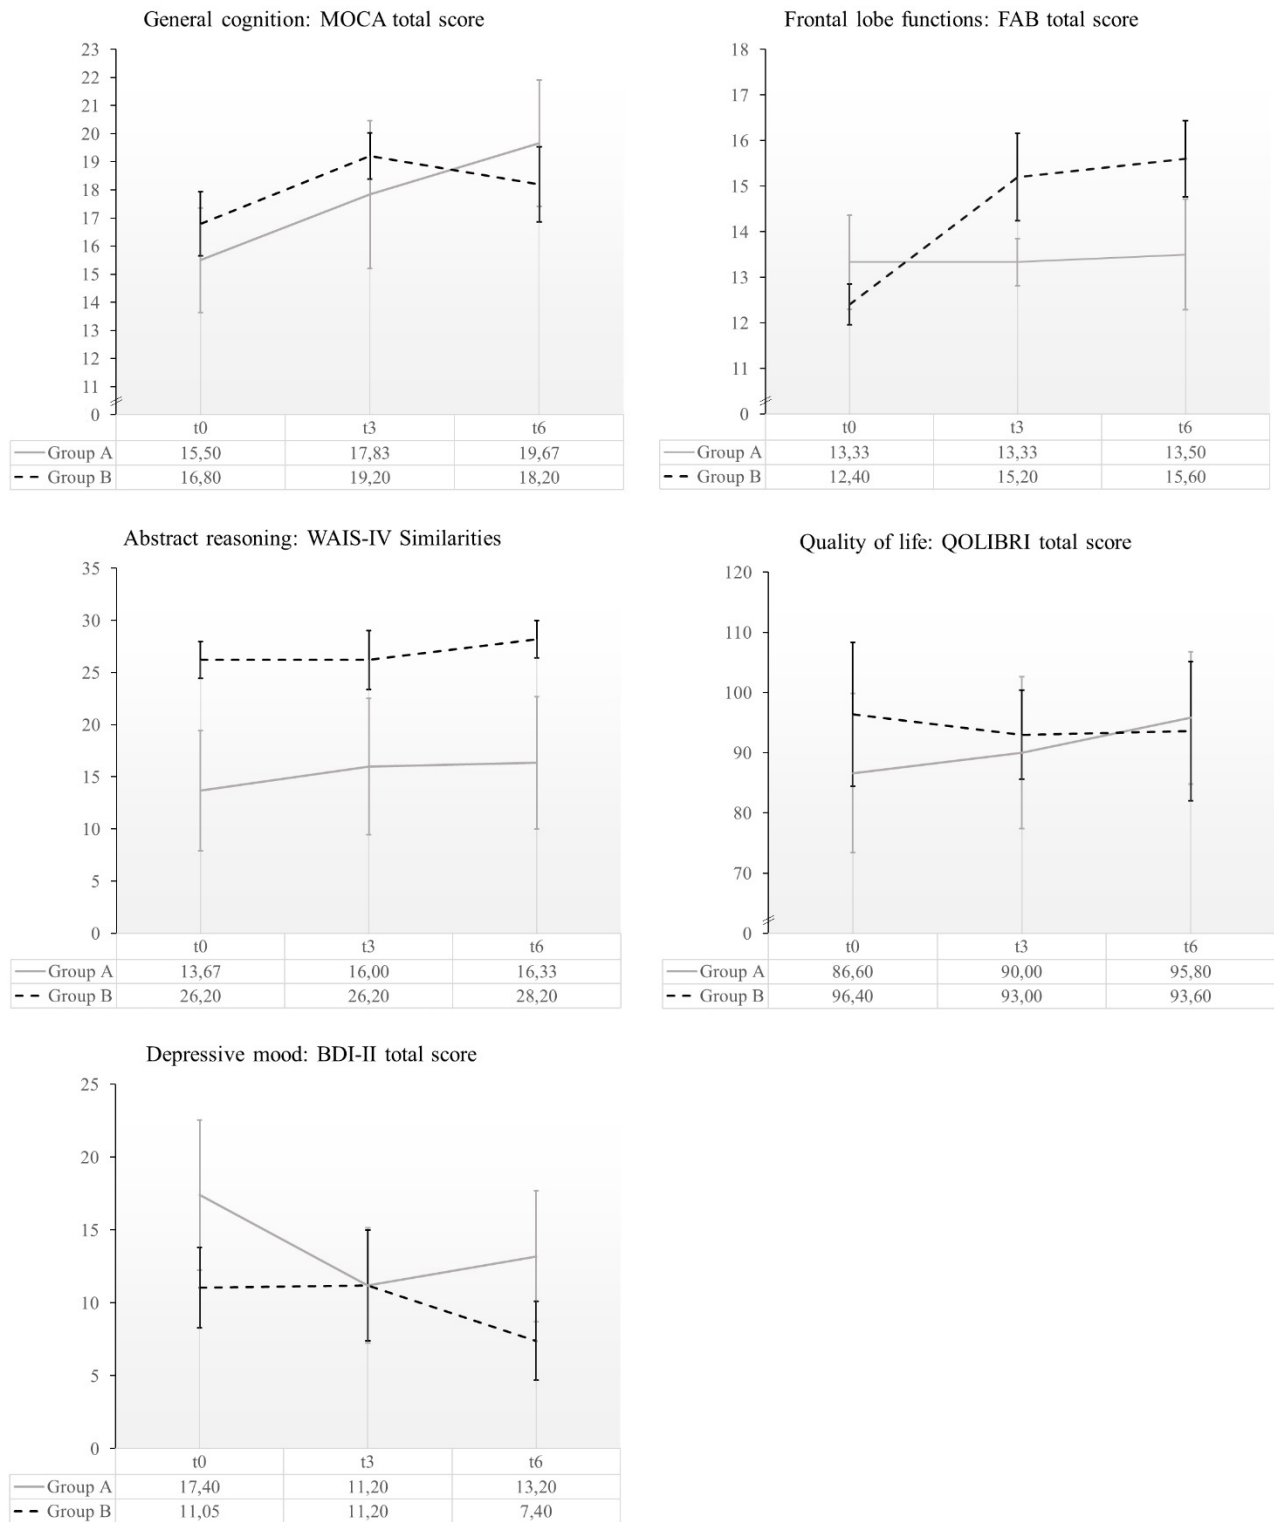 General cognition: MOCA total score
23
22
21
20
19
18
17
16
15
14
13
12
11
0
t0 t3 t6
Group A 15,50 17,83 19,67
Group B 16,80 19,20 18,20
Frontal lobe functions: FAB total score
18
17
16
15
14
13
12
11
0
t0 t3 t6
Group A 13,33 13,33 13,50
Group B 12,40 15,20 15,60
Abstract reasoning: WAIS-IV Similarities
35
30
25
20
15
10
5
0
t0 t3 t6
Group A 13,67 16,00 16,33
Group B 26,20 26,20 28,20
Quality of life: QOLIBRI total score
120
110
100
90
80
70
0
t0 t3 t6
Group A 86,60 90,00 95,80
Group B 96,40 93,00 93,60
Depressive mood: BDI-II total score
25
20
15
10
5
0
t0 t3 t6
Group A 17,40 11,20 13,20
Group B 11,05 11,20 7,40